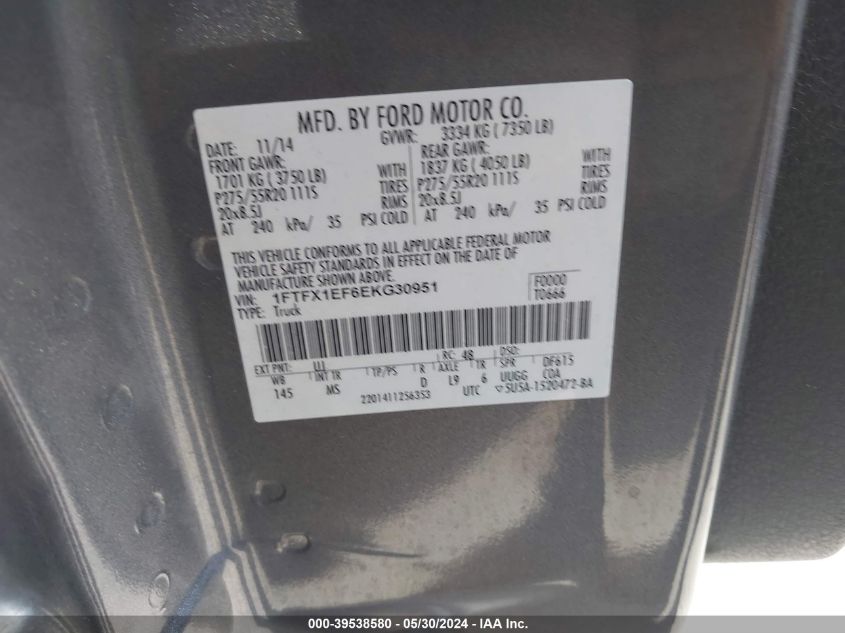 MFD. BY FORD MOTOR CO.
DATE: 11/14 GVWR: 3334 KG ( 7350 LB)
FRONT GAWR: REAR GAWR:
1701 KG ( 3750 LB) WITH 1837 KG ( 4050 LB) WITH
P275/55R20 111S TIRES P275/55R20 111S TIRES
20x8.5J RIMS 20x8.5J RIMS
AT 240 kPa/ 35 PSI COLD AT 240 kPa/ 35 PSI COLD
THIS VEHICLE CONFORMS TO ALL APPLICABLE FEDERAL MOTOR
VEHICLE SAFETY STANDARDS IN EFFECT ON THE DATE OF
MANUFACTURE SHOWN ABOVE.
VIN: 1FTFX1EF6EKG30951 F0000
TYPE: Truck T0666
EXT PNT: UJ RC: 48 DSO:
WB INT TR TP/PS R AXLE TR SPR DF615
145 MS D L9 6 UUGG CDA
2201411256353 UTC ▽ 5U5A-1520472-BA
000-39538580 - 05/30/2024 - IAA Inc.